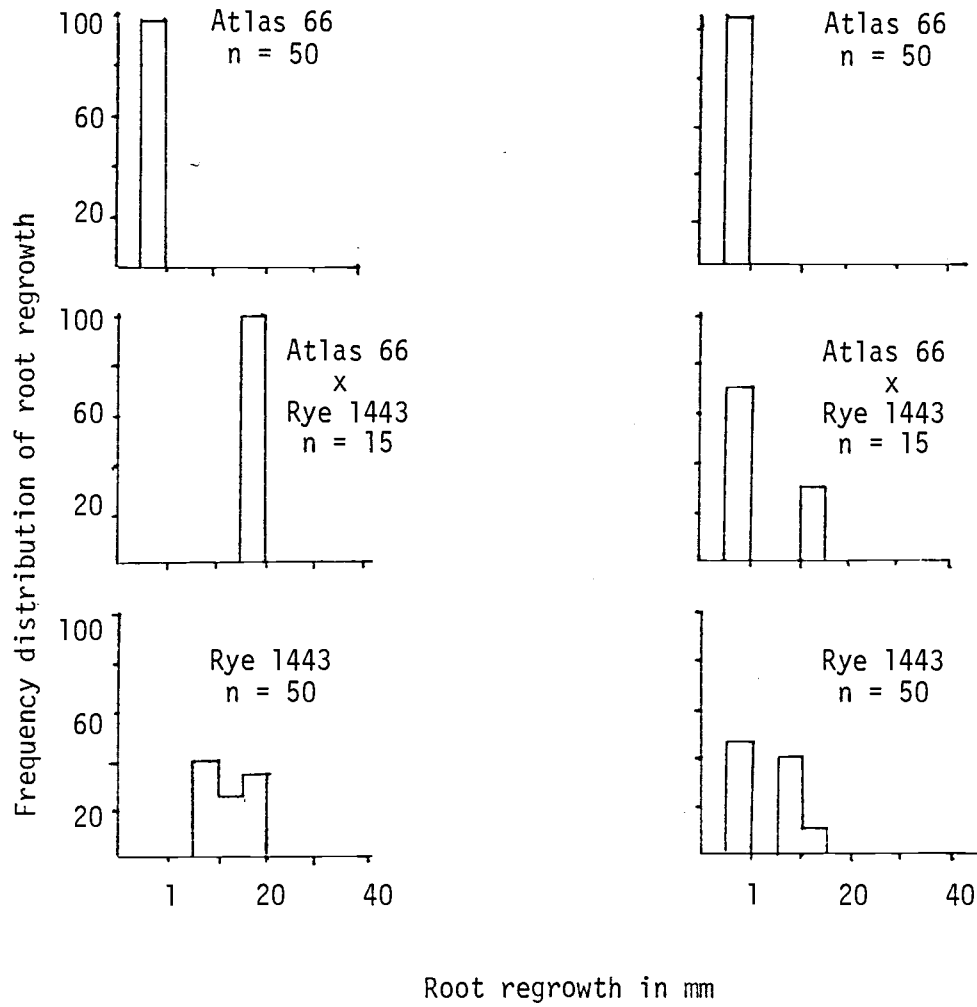 Frequency distribution of root regrowth
100
60
20
Atlas 66
n = 50
Atlas 66
n = 50
100
60
20
Atlas 66
x
Rye 1443
n = 15
Atlas 66
x
Rye 1443
n = 15
100
60
20
Rye 1443
n = 50
Rye 1443
n = 50
1 20 40
1 20 40
Root regrowth in mm